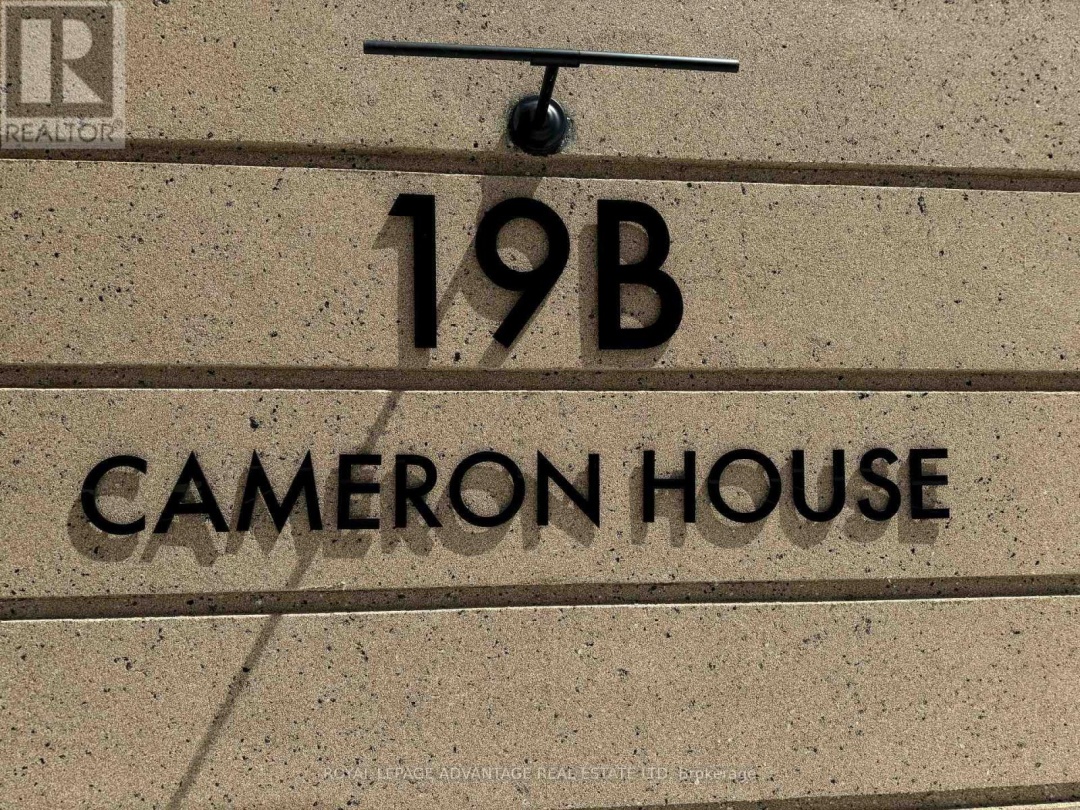 REALTOR®
19B
CAMERON HOUSE
ROYAL LEPAGE ADVANTAGE REAL ESTATE LTD. brokerage